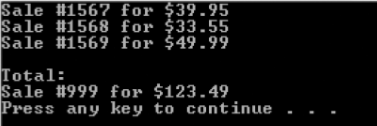 Sale #1567 for $39.95
Sale #1568 for $33.55
Sale #1569 for $49.99
Total:
Sale #999 for $123.49
Press any key to continue . . .